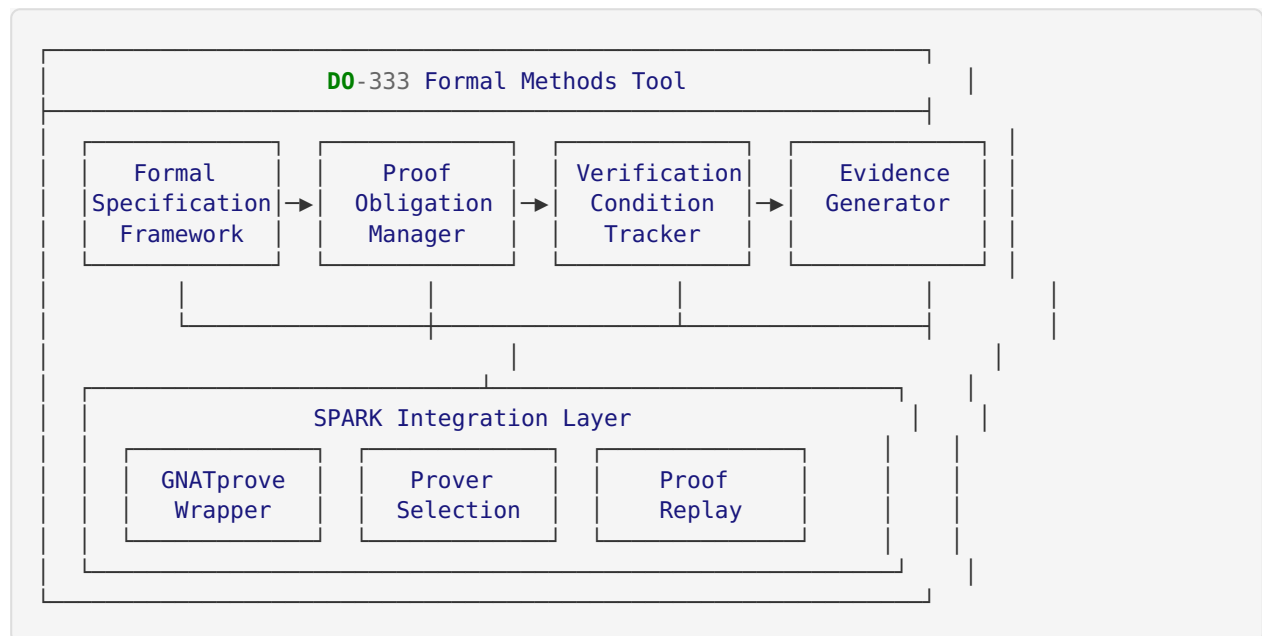 DO-333 Formal Methods Tool
Formal Proof Verification Evidence
Specification Obligation Condition Generator
Framework Manager Tracker
SPARK Integration Layer
GNATprove Prover Proof
Wrapper Selection Replay